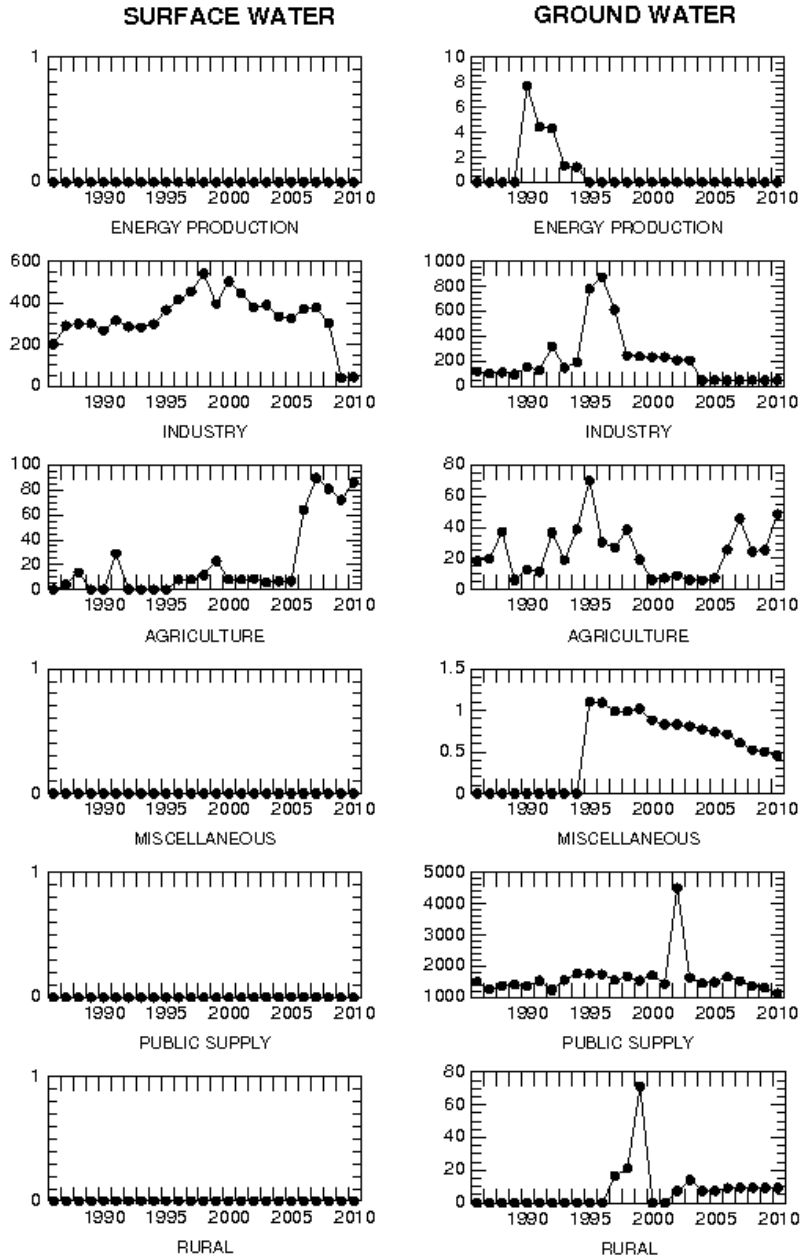 SURFACE WATER
GROUND WATER
1
0
1990 1995 2000 2005 2010
ENERGY PRODUCTION
10
8
6
4
2
0
1990 1995 2000 2005 2010
ENERGY PRODUCTION
600
400
200
0
1990 1995 2000 2005 2010
INDUSTRY
1000
800
600
400
200
0
1990 1995 2000 2005 2010
INDUSTRY
100
80
60
40
20
0
1990 1995 2000 2005 2010
AGRICULTURE
80
60
40
20
0
1990 1995 2000 2005 2010
AGRICULTURE
1
0
1990 1995 2000 2005 2010
MISCELLANEOUS
1.5
1
0.5
0
1990 1995 2000 2005 2010
MISCELLANEOUS
1
0
1990 1995 2000 2005 2010
PUBLIC SUPPLY
5000
4000
3000
2000
1000
1990 1995 2000 2005 2010
PUBLIC SUPPLY
1
0
1990 1995 2000 2005 2010
RURAL
80
60
40
20
0
1990 1995 2000 2005 2010
RURAL